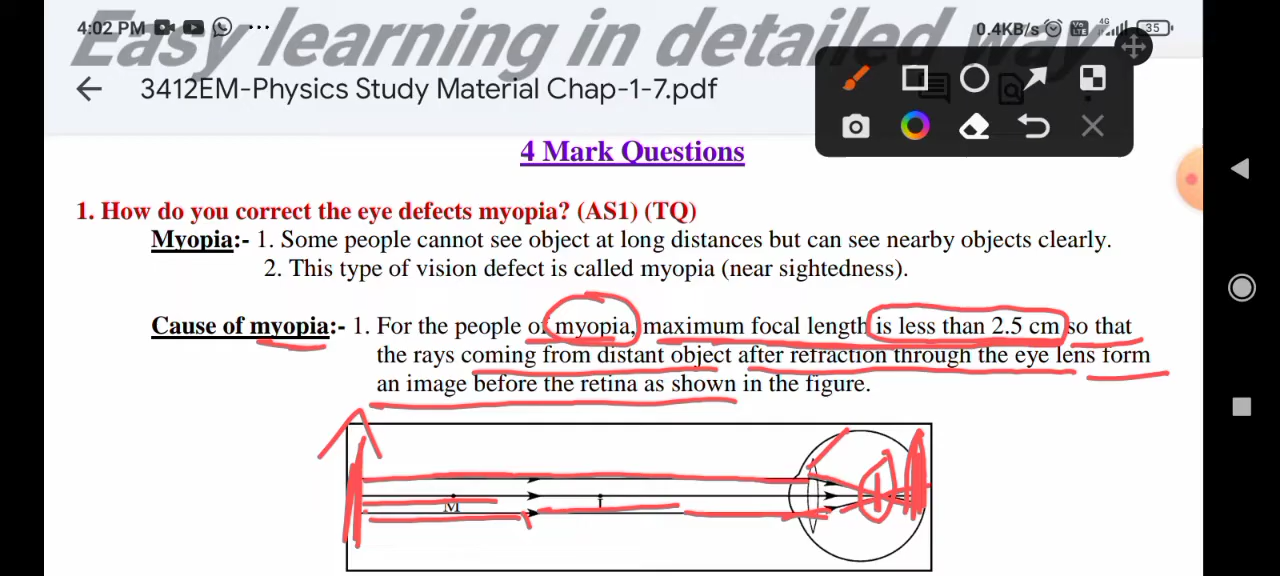 Easy learning in detailed way
4:02 PM ... 0.4KB/s 4G 35
3412EM-Physics Study Material Chap-1-7.pdf
4 Mark Questions
1. How do you correct the eye defects myopia? (AS1) (TQ)
Myopia:- 1. Some people cannot see object at long distances but can see nearby objects clearly.
2. This type of vision defect is called myopia (near sightedness).
Cause of myopia:- 1. For the people of myopia, maximum focal length is less than 2.5 cm so that
the rays coming from distant object after refraction through the eye lens form
an image before the retina as shown in the figure.
M